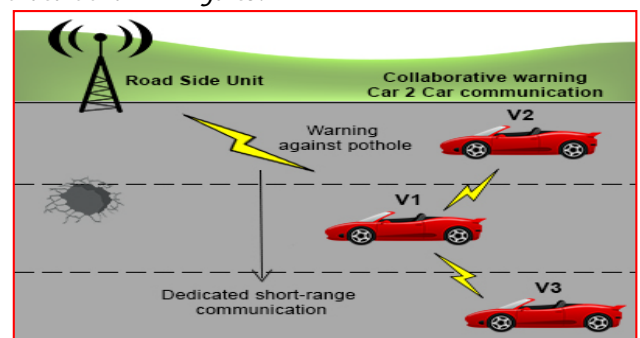 Road Side Unit
Collaborative warning
Car 2 Car communication
V2
Warning
against pothole
V1
V3
Dedicated short-range
communication